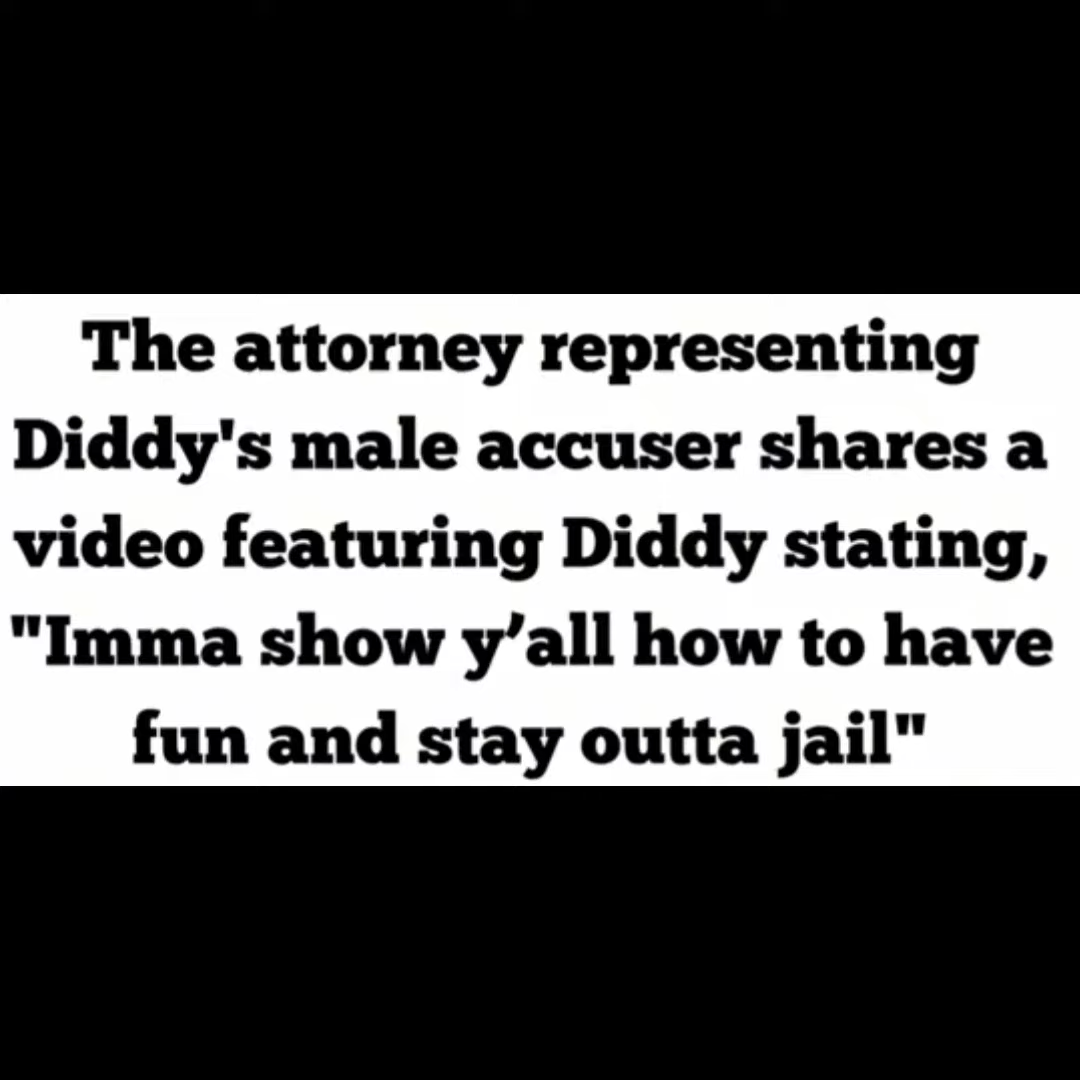 The attorney representing
Diddy's male accuser shares a
video featuring Diddy stating,
"Imma show y’all how to have
fun and stay outta jail"